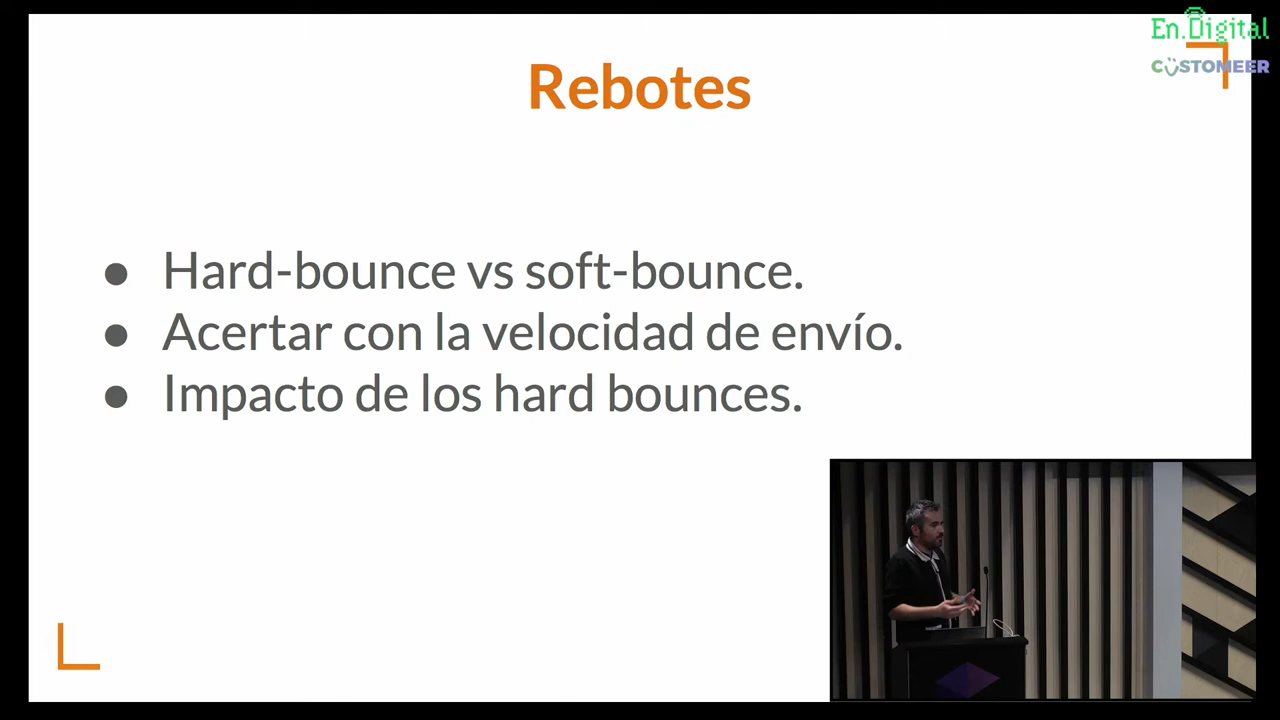 En.Digital
CUSTOMEER
Rebotes
● Hard-bounce vs soft-bounce.
● Acertar con la velocidad de envío.
● Impacto de los hard bounces.